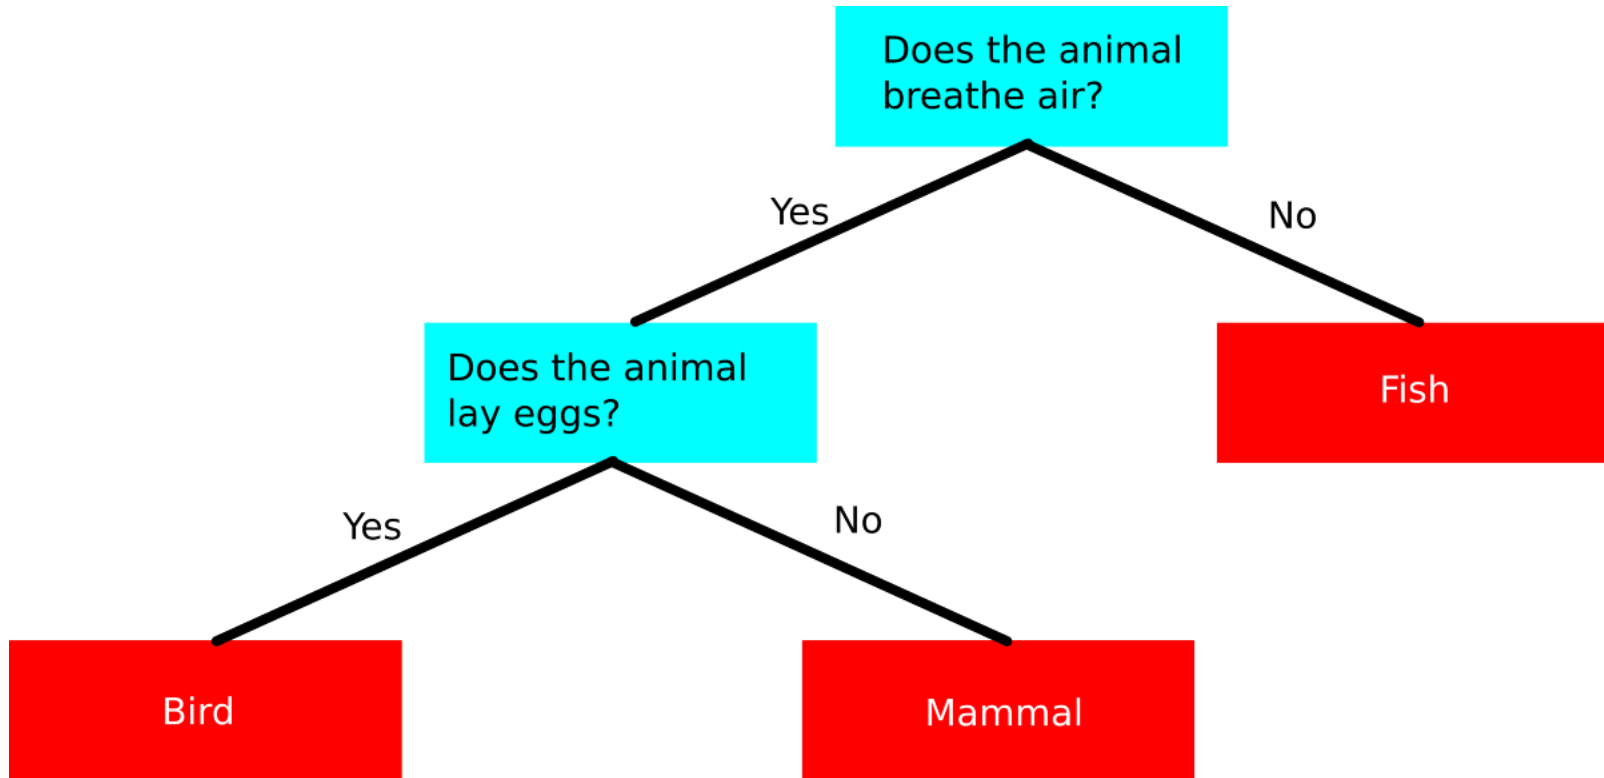 Does the animal
breathe air?
Yes
No
Does the animal
lay eggs?
Fish
Yes
No
Bird
Mammal